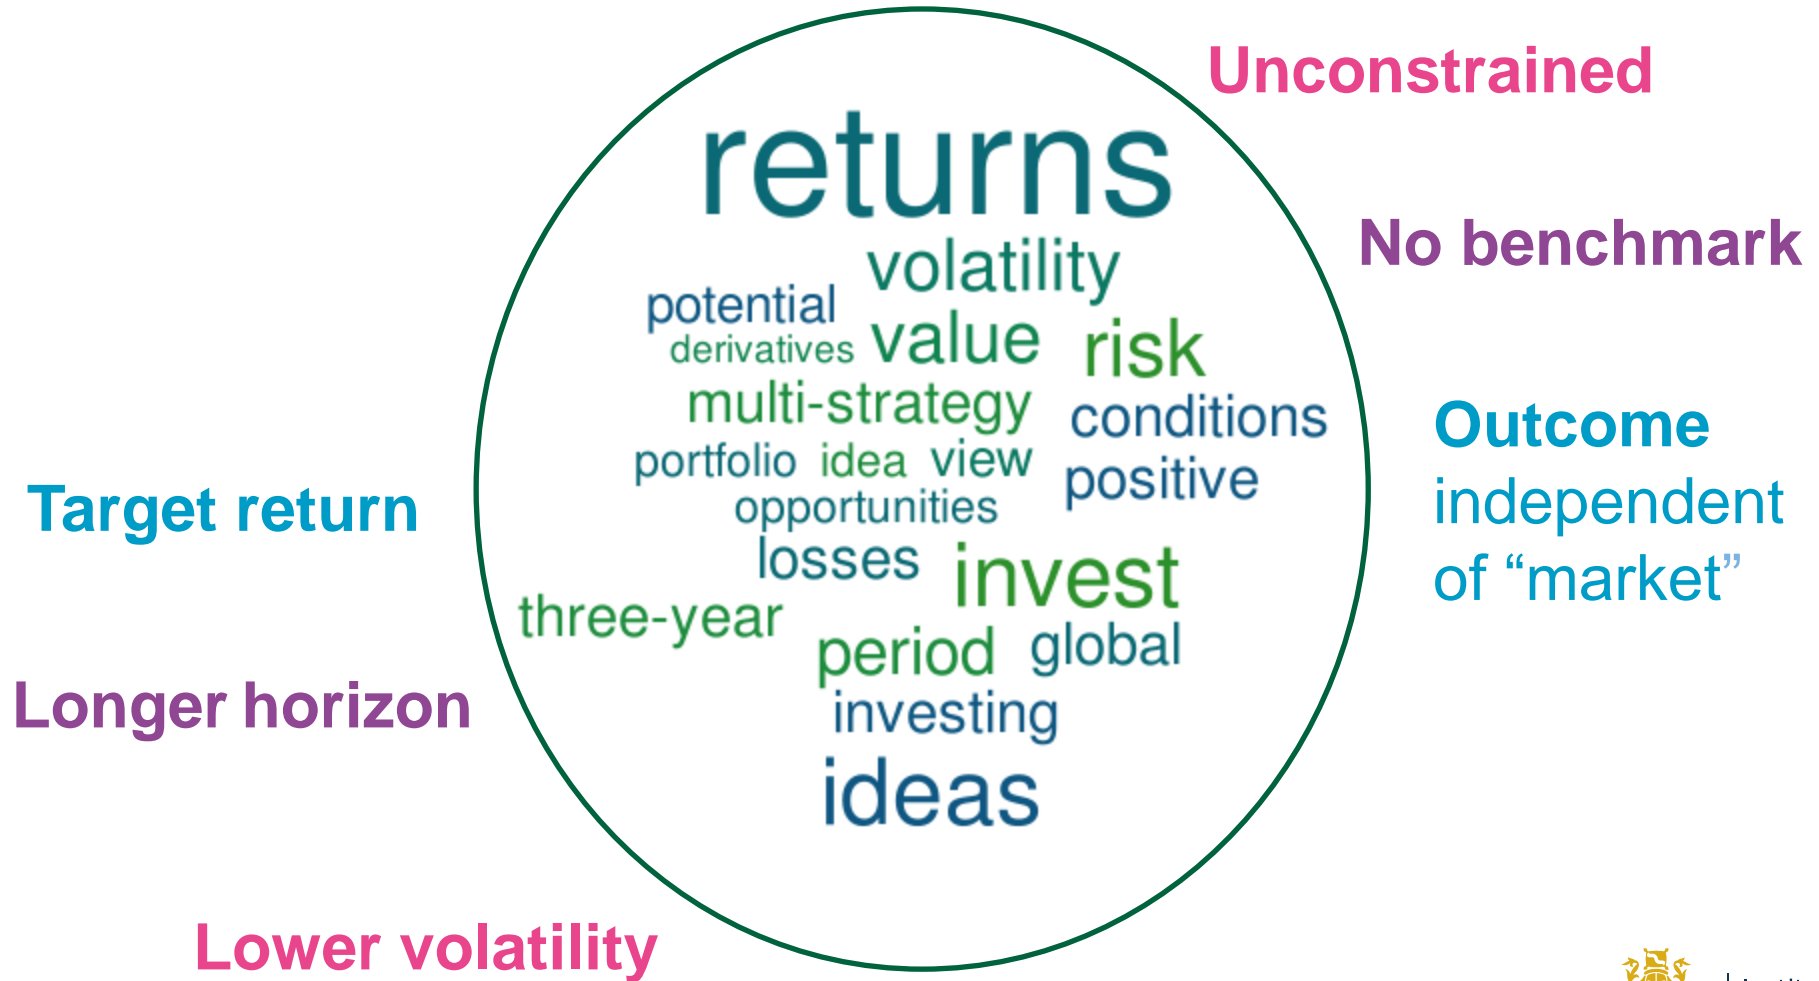 Unconstrained
returns
No benchmark
volatility
potential
derivatives value risk
multi-strategy conditions
Outcome
portfolio idea view positive
independent
Target return
opportunities
of “market”
losses invest
three-year
period global
Longer horizon
investing
ideas
Lower volatility